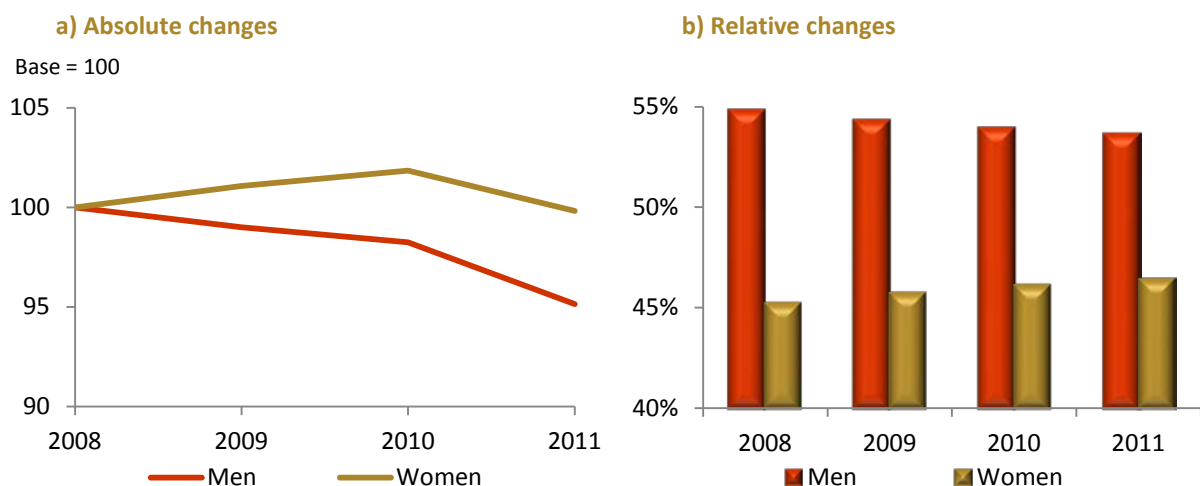 a) Absolute changes
Base = 100
105
100
95
90
2008 2009 2010 2011
Men Women
b) Relative changes
55%
50%
45%
40%
2008 2009 2010 2011
Men Women